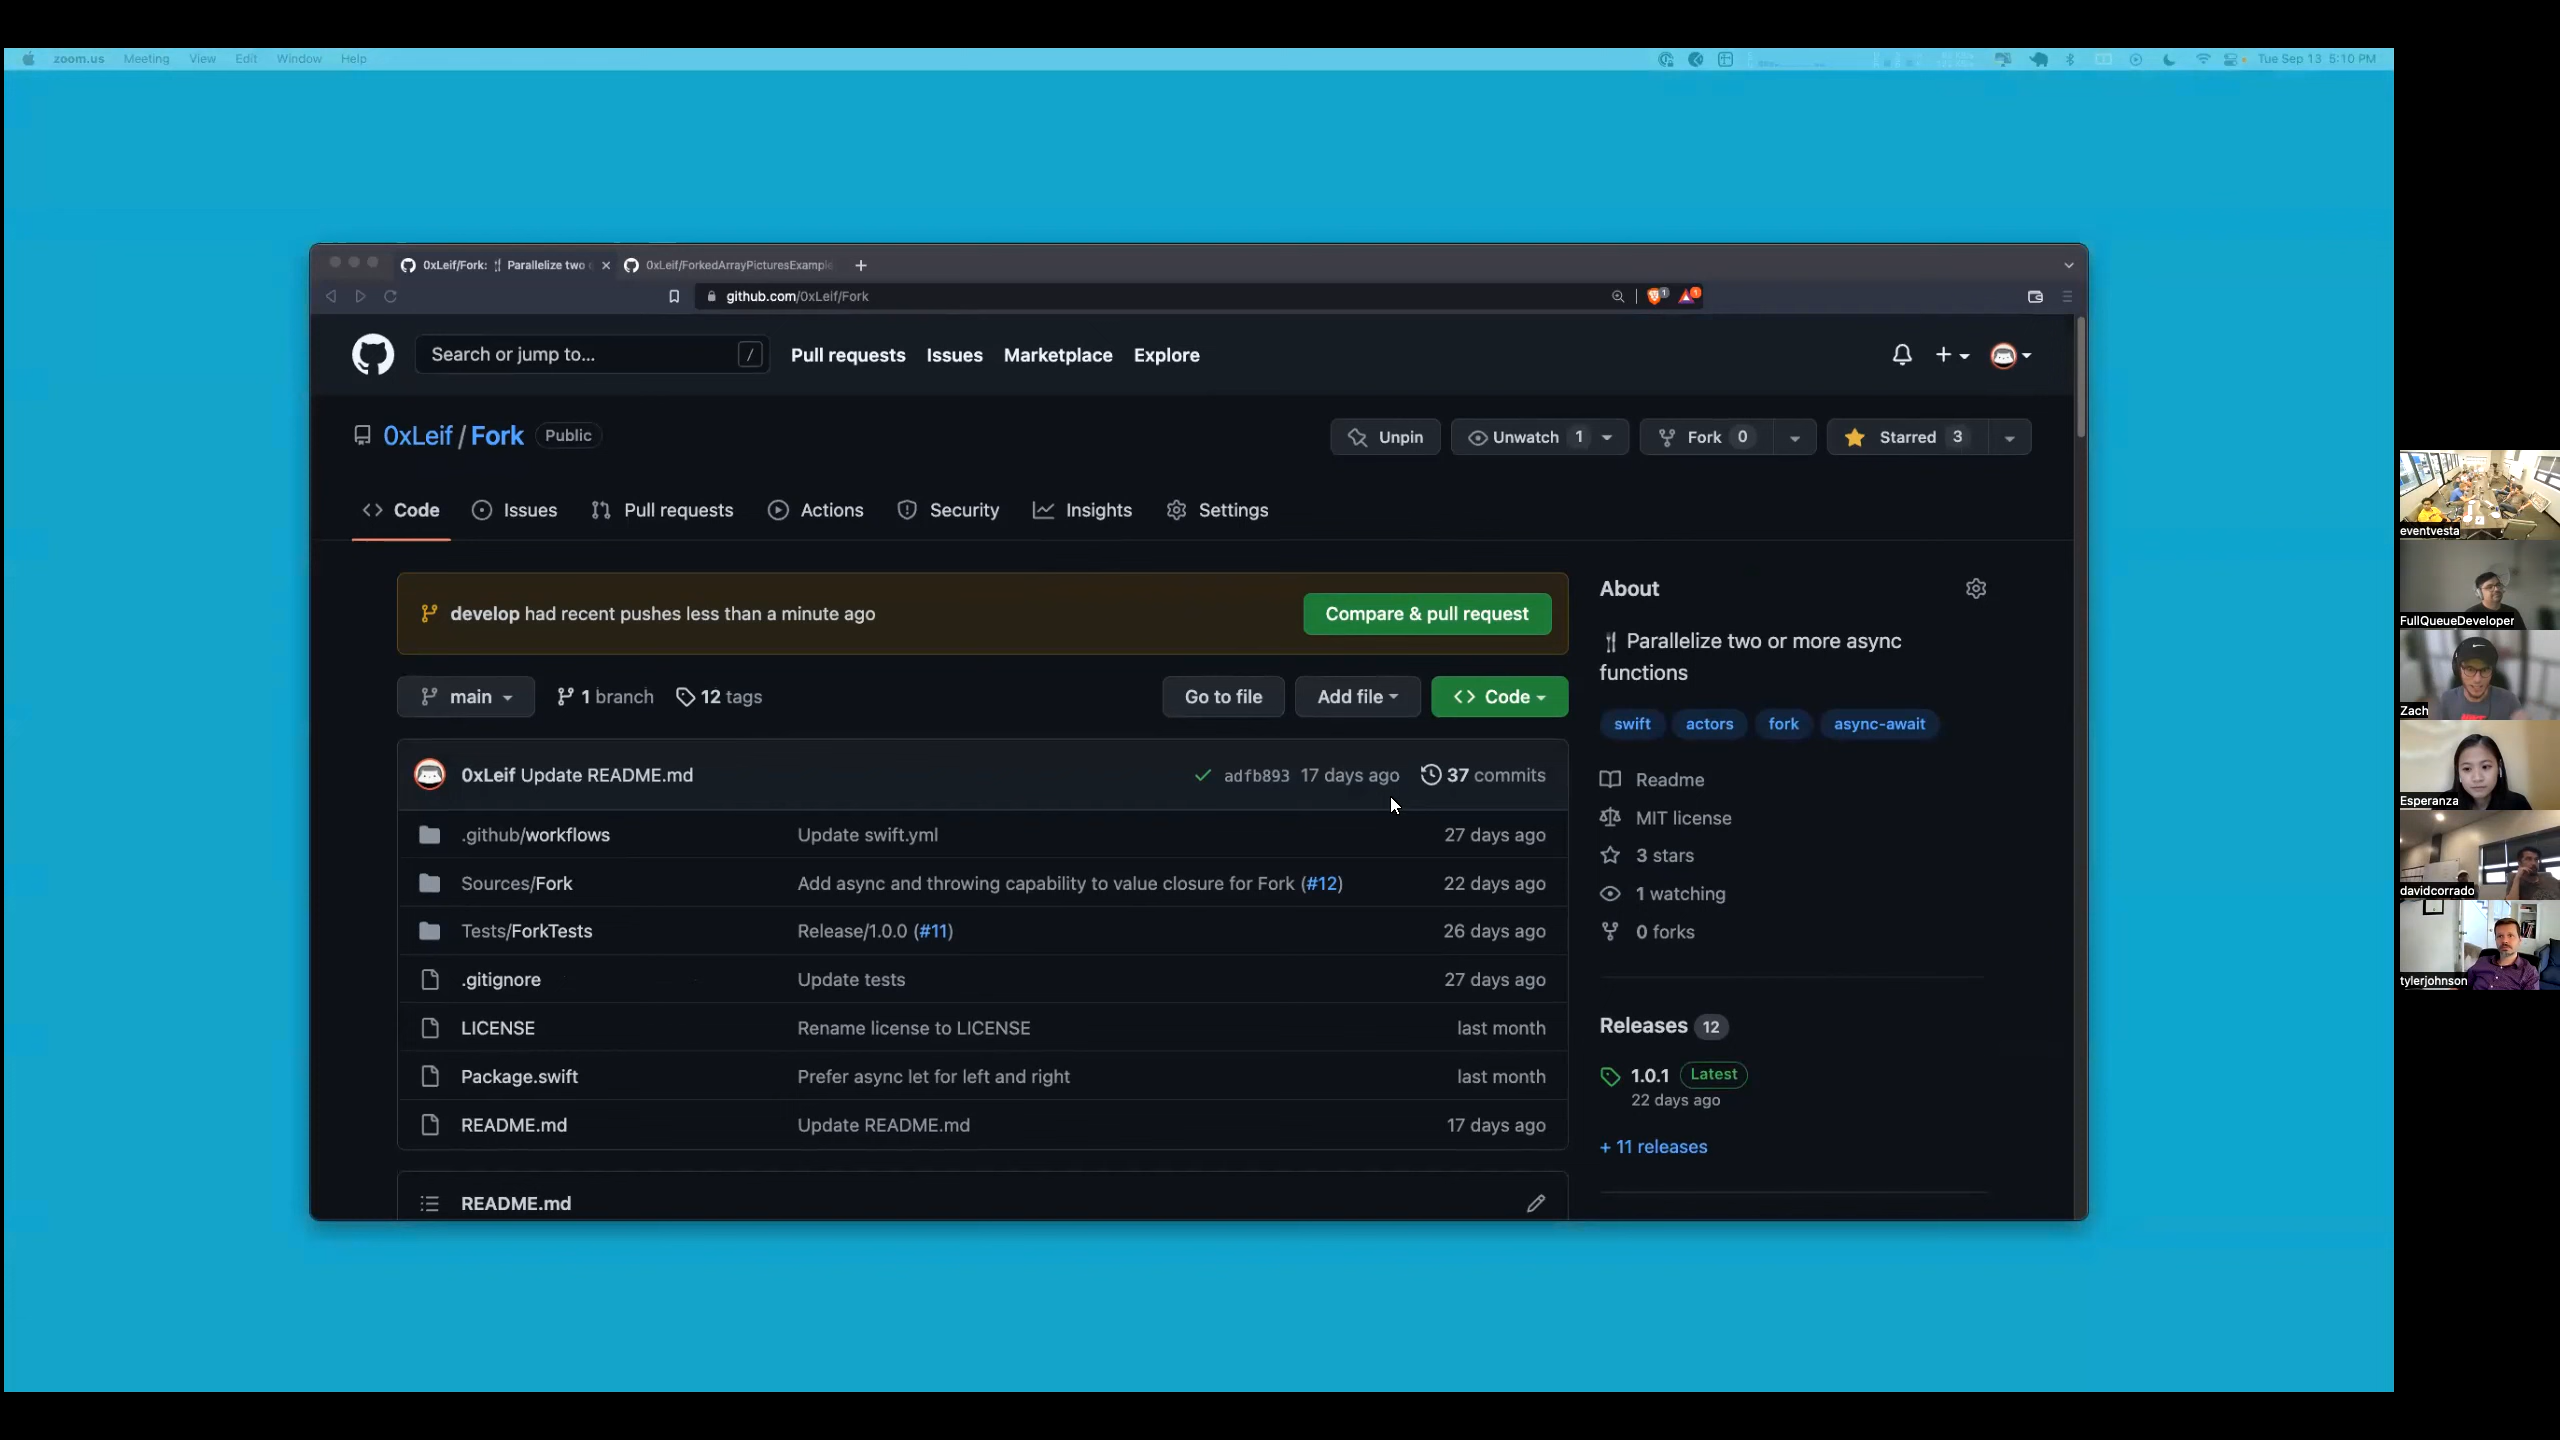 zoom.us Meeting View Edit Window Help
Tue Sep 13 5:10 PM
0xLeif/Fork: Parallelize two
0xLeif/ForkedArrayPicturesExample
github.com/0xLeif/Fork
1
1
Search or jump to...
/
Pull requests Issues Marketplace Explore
0xLeif / Fork Public
Unpin
Unwatch 1
Fork 0
Starred 3
Code Issues Pull requests Actions Security Insights Settings
develop had recent pushes less than a minute ago
Compare & pull request
main
1 branch
12 tags
Go to file
Add file
Code
0xLeif Update README.md
adfb893 17 days ago
37 commits
.github/workflows Update swift.yml 27 days ago
Sources/Fork Add async and throwing capability to value closure for Fork (#12) 22 days ago
Tests/ForkTests Release/1.0.0 (#11) 26 days ago
.gitignore Update tests 27 days ago
LICENSE Rename license to LICENSE last month
Package.swift Prefer async let for left and right last month
README.md Update README.md 17 days ago
README.md
About
Parallelize two or more async
functions
swift actors fork async-await
Readme
MIT license
3 stars
1 watching
0 forks
Releases 12
1.0.1 Latest
22 days ago
+ 11 releases
eventvesta
FullQueueDeveloper
Zach
Esperanza
davidcorrado
tylerjohnson